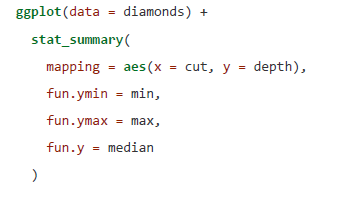 ggplot(data = diamonds) +
  stat_summary(
    mapping = aes(x = cut, y = depth),
    fun.ymin = min,
    fun.ymax = max,
    fun.y = median
  )